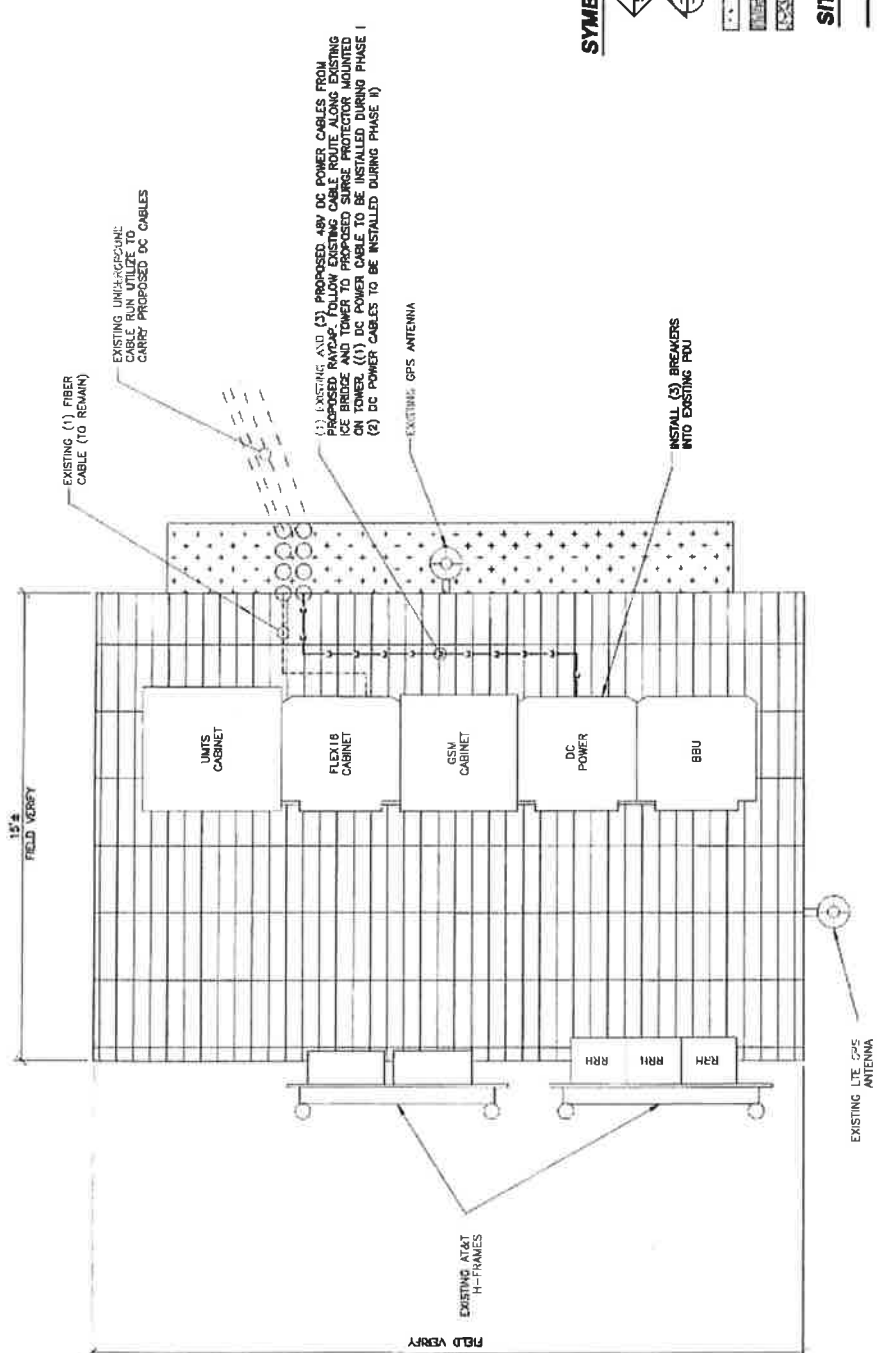 EXISTING (1) FIBER
CABLE (TO REMAIN)
EXISTING UNDERGROUND
CABLE RUN UTILIZE TO
CARRY PROPOSED DC CABLES
(1) EXISTING AND (3) PROPOSED 48V DC POWER CABLES FROM
PROPOSED RAYCAP. FOLLOW EXISTING CABLE ROUTE ALONG EXISTING
ICE BRIDGE AND TOWER TO PROPOSED SURGE PROTECTOR MOUNTED
ON TOWER. ((1) DC POWER CABLE TO BE INSTALLED DURING PHASE I
(2) DC POWER CABLES TO BE INSTALLED DURING PHASE II)
EXISTING GPS ANTENNA
INSTALL (3) BREAKERS
INTO EXISTING PDU
15'±
FIELD VERIFY
UMTS
CABINET
FLEX16
CABINET
GSM
CABINET
DC
POWER
BBU
RRH
RRH
RRH
EXISTING AT&T
H-FRAMES
EXISTING LTE GPS
ANTENNA
FIELD VERIFY
SYMB
SIT